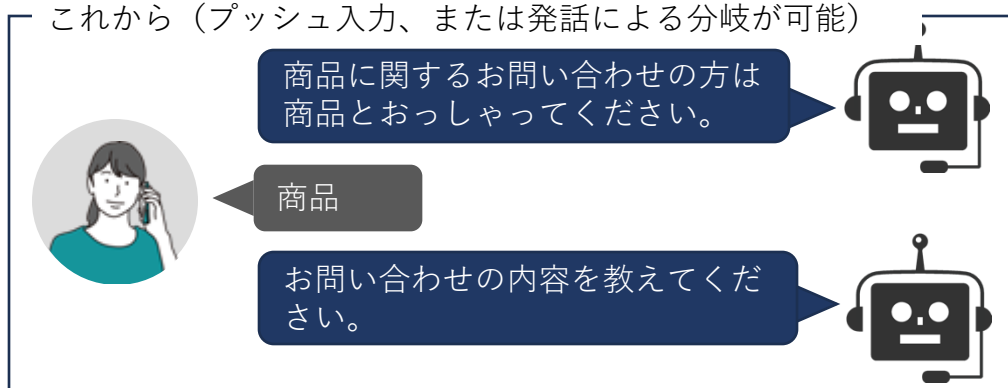 これから（プッシュ入力、または発話による分岐が可能）
商品に関するお問い合わせの方は
商品とおっしゃってください。
商品
お問い合わせの内容を教えてくだ
さい。